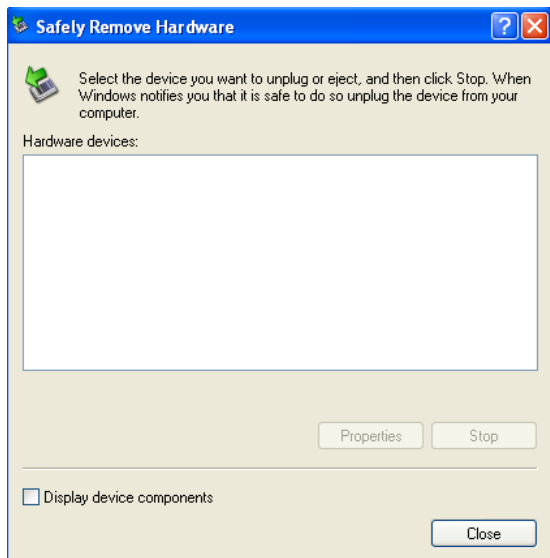 Safely Remove Hardware
Select the device you want to unplug or eject, and then click Stop. When
Windows notifies you that it is safe to do so unplug the device from your
computer.
Hardware devices:
Properties
Stop
Display device components
Close